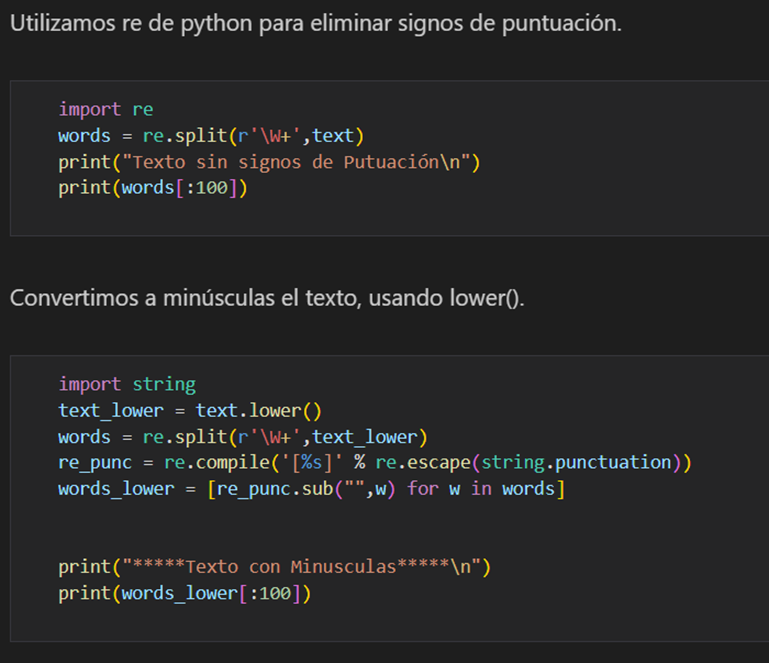 Utilizamos re de python para eliminar signos de puntuación.
import re
words = re.split(r'\W+',text)
print("Texto sin signos de Putuación\n")
print(words[:100])
Convertimos a minúsculas el texto, usando lower().
import string
text_lower = text.lower()
words = re.split(r'\W+',text_lower)
re_punc = re.compile('[%s]' % re.escape(string.punctuation))
words_lower = [re_punc.sub("",w) for w in words]
print("*****Texto con Minusculas*****\n")
print(words_lower[:100])